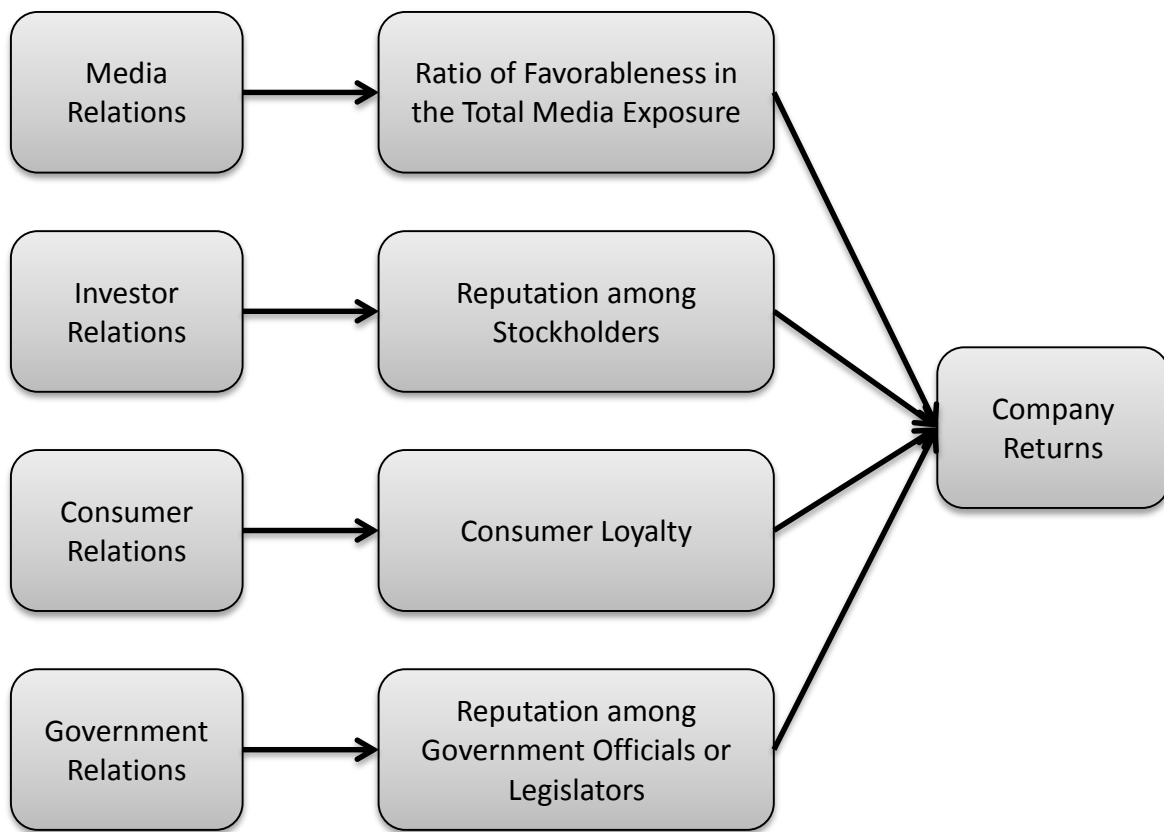 Media
Relations
Ratio of Favorableness in
the Total Media Exposure
Investor
Relations
Reputation among
Stockholders
Consumer
Relations
Consumer Loyalty
Government
Relations
Reputation among
Government Officials or
Legislators
Company
Returns